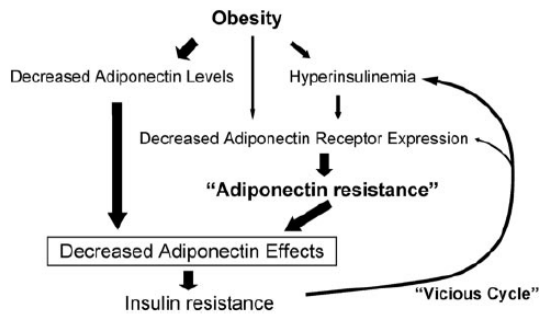 Obesity
Decreased Adiponectin Levels
Hyperinsulinemia
Decreased Adiponectin Receptor Expression
“Adiponectin resistance”
Decreased Adiponectin Effects
Insulin resistance
“Vicious Cycle”